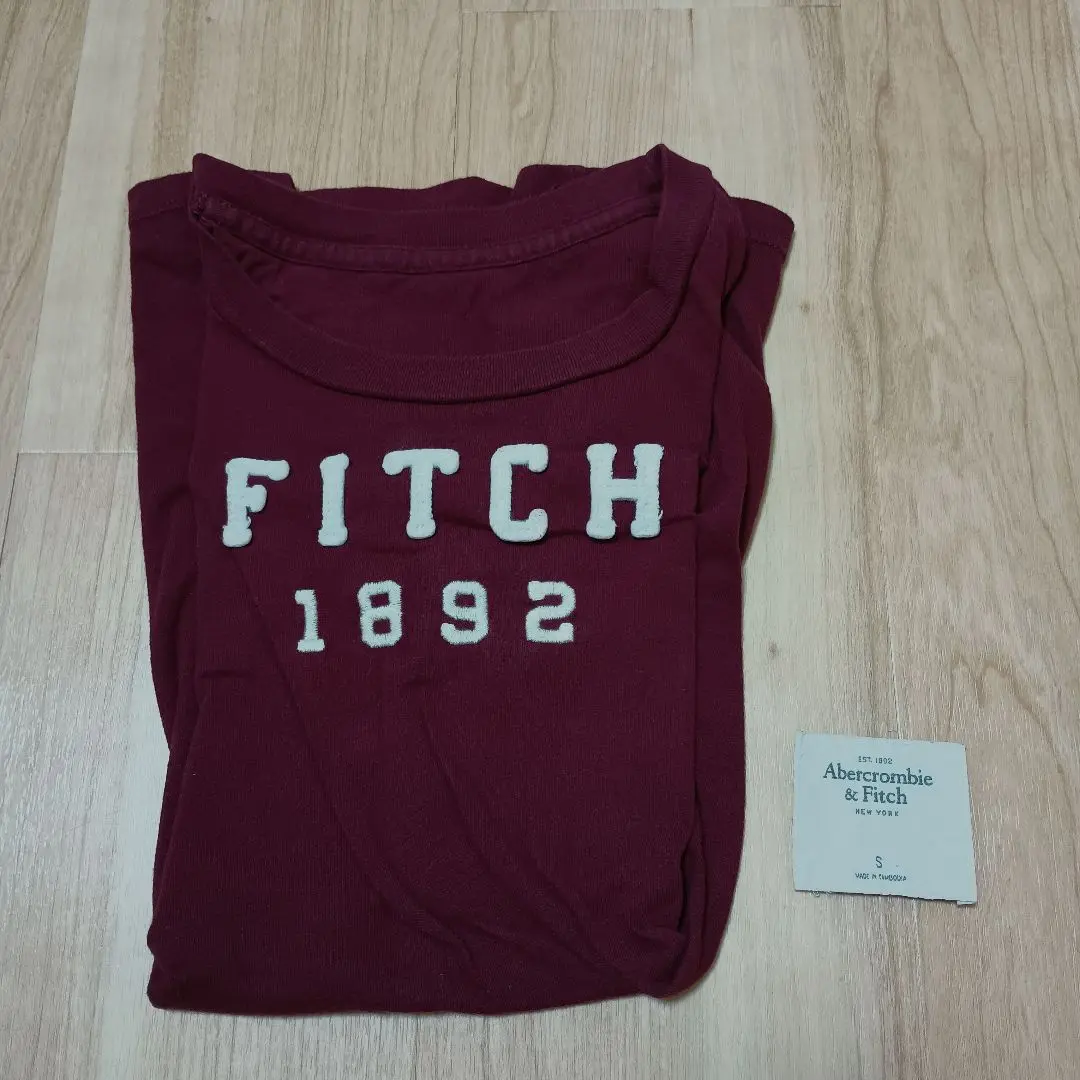 FITCH
1892
EST. 1892
Abercrombie
& Fitch
NEW YORK
S
MADE IN CAMBODIA